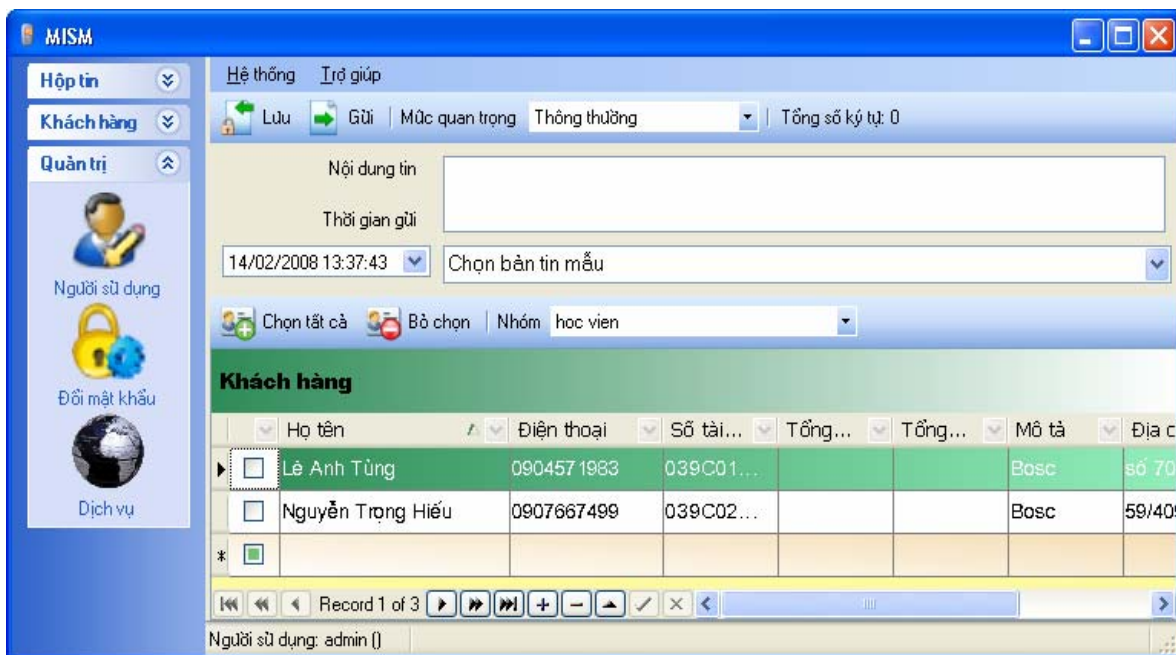 MISM
Hộp tin
Khách hàng
Quản trị
Người sử dụng
Đổi mật khẩu
Dịch vụ
Hệ thống Trợ giúp
Lưu Gửi Mức quan trọng Thông thường Tổng số ký tự: 0
Nội dung tin
Thời gian gửi
14/02/2008 13:37:43 Chọn bản tin mẫu
Chọn tất cả Bỏ chọn Nhóm hoc vien
Khách hàng
Họ tên Điện thoại Số tài... Tổng... Tổng... Mô tả Địa c
Lê Anh Tùng 0904571983 039C01... Bosc số 70
Nguyễn Trọng Hiếu 0907667499 039C02... Bosc 59/409
Record 1 of 3
Người sử dụng: admin ()